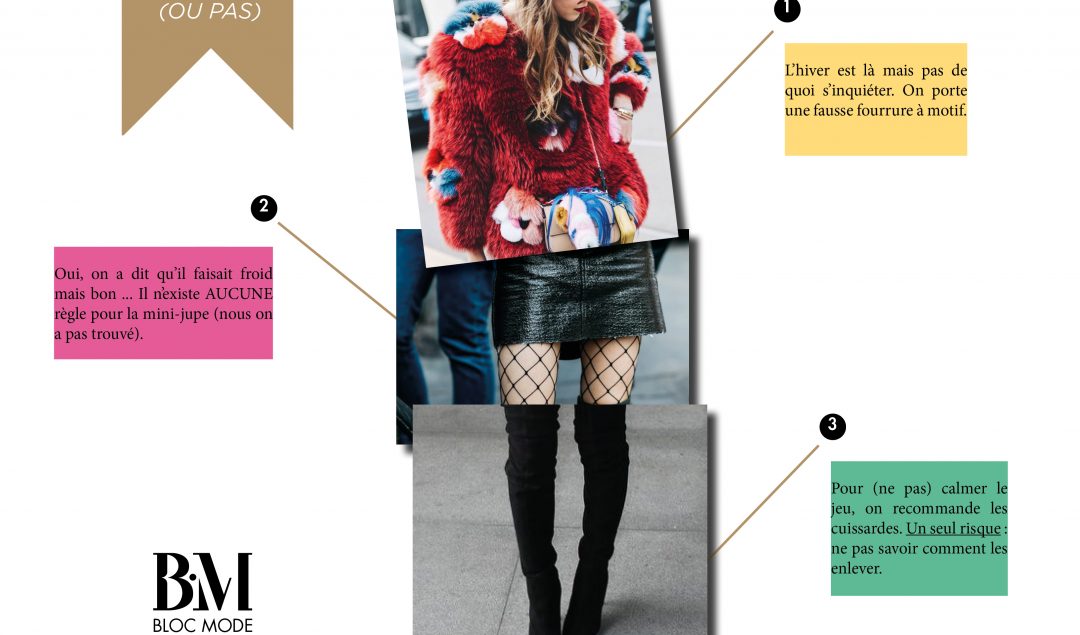 (OU PAS)
1
L'hiver est là mais pas de
quoi s'inquiéter. On porte
une fausse fourrure à motif.
2
Oui, on a dit qu'il faisait froid
mais bon ... Il n'existe AUCUNE
règle pour la mini-jupe (nous on
a pas trouvé).
3
Pour (ne pas) calmer le
jeu, on recommande les
cuissardes. Un seul risque :
ne pas savoir comment les
enlever.
B.M
BLOC MODE